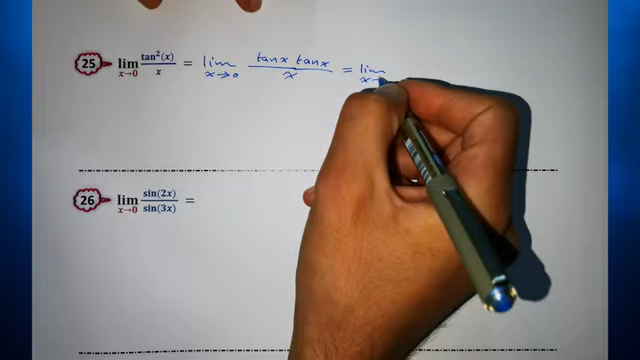 25 lim x→0 tan²(x)/x = lim x→0 tanx tanx/x = lim x→
26 lim x→0 sin(2x)/sin(3x) =